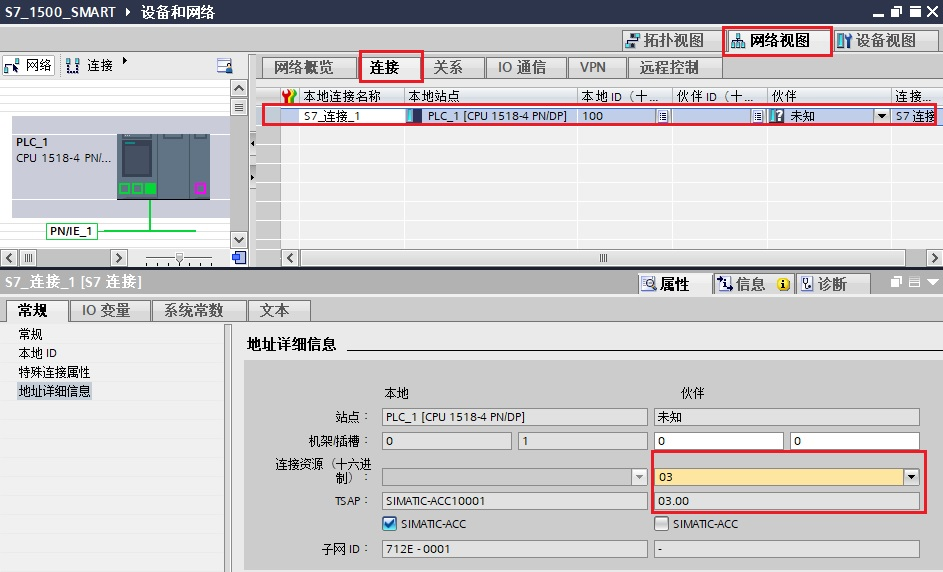 S7_1500_SMART ▸ 设备和网络
拓扑视图 网络视图 设备视图
网络 连接 网络概览 连接 关系 IO 通信 VPN 远程控制
本地连接名称 本地站点 本地 ID（十... 伙伴 ID（十... 伙伴 连接...
S7_连接_1 PLC_1 [CPU 1518-4 PN/DP] 100 未知 S7 连接
PLC_1
CPU 1518-4 PN/...
PN/IE_1
S7_连接_1 [S7 连接]
属性 信息 诊断
常规 IO 变量 系统常数 文本
常规
本地 ID
特殊连接属性
地址详细信息
地址详细信息
本地 伙伴
站点： PLC_1 [CPU 1518-4 PN/DP] 未知
机架/插槽： 0 1 0 0
连接资源（十六进
制）： 03
TSAP： SIMATIC-ACC10001 03.00
SIMATIC-ACC SIMATIC-ACC
子网 ID： 712E - 0001 -